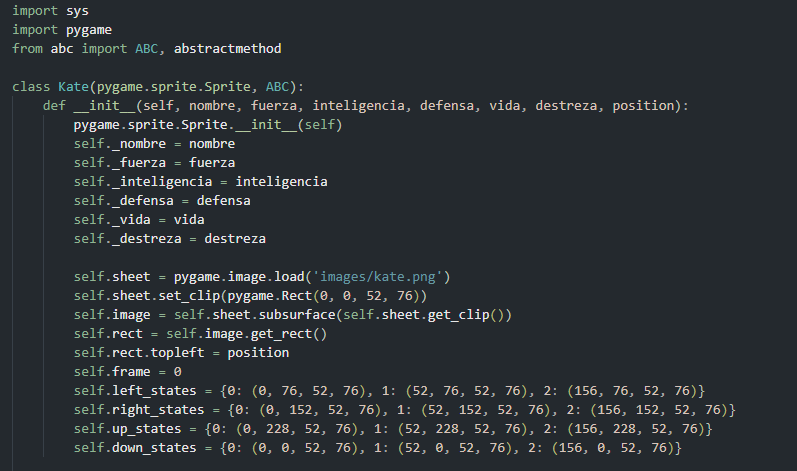 import sys
import pygame
from abc import ABC, abstractmethod
class Kate(pygame.sprite.Sprite, ABC):
def __init__(self, nombre, fuerza, inteligencia, defensa, vida, destreza, position):
pygame.sprite.Sprite.__init__(self)
self._nombre = nombre
self._fuerza = fuerza
self._inteligencia = inteligencia
self._defensa = defensa
self._vida = vida
self._destreza = destreza
self.sheet = pygame.image.load('images/kate.png')
self.sheet.set_clip(pygame.Rect(0, 0, 52, 76))
self.image = self.sheet.subsurface(self.sheet.get_clip())
self.rect = self.image.get_rect()
self.rect.topleft = position
self.frame = 0
self.left_states = {0: (0, 76, 52, 76), 1: (52, 76, 52, 76), 2: (156, 76, 52, 76)}
self.right_states = {0: (0, 152, 52, 76), 1: (52, 152, 52, 76), 2: (156, 152, 52, 76)}
self.up_states = {0: (0, 228, 52, 76), 1: (52, 228, 52, 76), 2: (156, 228, 52, 76)}
self.down_states = {0: (0, 0, 52, 76), 1: (52, 0, 52, 76), 2: (156, 0, 52, 76)}